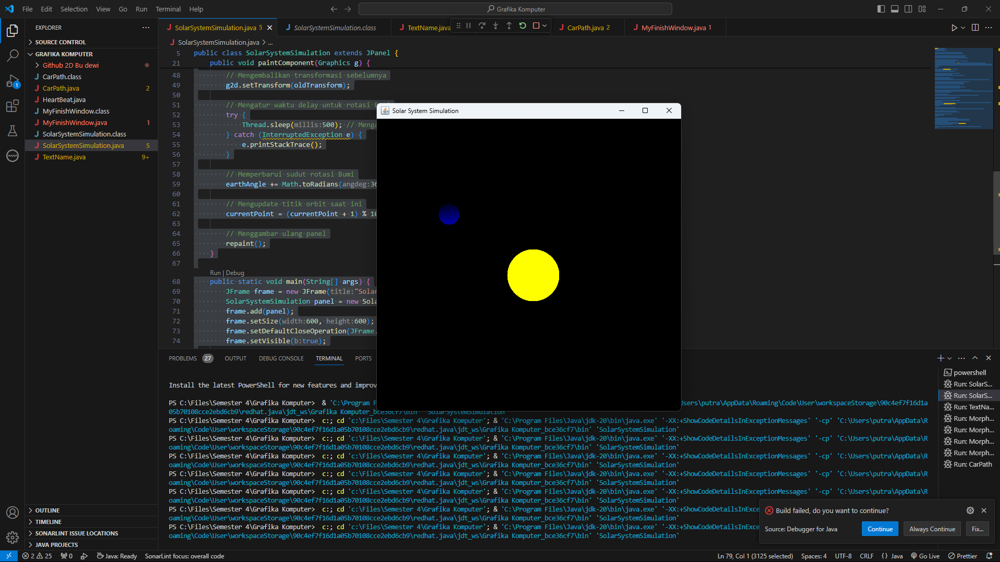 File Edit Selection View Go Run Terminal Help
Grafika Komputer
EXPLORER
SOURCE CONTROL
GRAFIKA KOMPUTER
Github 2D Bu dewi
CarPath.class
CarPath.java 2
HeartBeat.java
MyFinishWindow.class
MyFinishWindow.java 1
SolarSystemSimulation.class
SolarSystemSimulation.java 5
TextName.java 9+
OUTLINE
TIMELINE
SONARLINT ISSUE LOCATIONS
JAVA PROJECTS
1
SolarSystemSimulation.java 5
SolarSystemSimulation.class
TextName.java
CarPath.java 2
MyFinishWindow.java 1
SolarSystemSimulation.java > ...
5 public class SolarSystemSimulation extends JPanel {
21 public void paintComponent(Graphics g) {
48 // Mengembalikan transformasi sebelumnya
49 g2d.setTransform(oldTransform);
50
51 // Mengatur waktu delay untuk rotasi
52 try {
53 Thread.sleep(millis:500); //
54 } catch (InterruptedException e) {
55 e.printStackTrace();
56 }
57
58 // Memperbarui sudut rotasi Bumi
59 earthAngle += Math.toRadians(angdeg:36
60
61 // Mengupdate titik orbit saat ini
62 currentPoint = (currentPoint + 1) % 10
63
64 // Menggambar ulang panel
65 repaint();
66 }
67
Run | Debug
68 public static void main(String[] args) {
69 JFrame frame = new JFrame(title:"Solar
70 SolarSystemSimulation panel = new Sola
71 frame.add(panel);
72 frame.setSize(width:600, height:600);
73 frame.setDefaultCloseOperation(JFrame.
74 frame.setVisible(b:true);
Solar System Simulation
PROBLEMS 27 OUTPUT DEBUG CONSOLE TERMINAL PORTS
Install the latest PowerShell for new features and improv
PS C:\Files\Semester 4\Grafika Komputer> & 'C:\Program F
sers\putra\AppData\Roaming\Code\User\workspaceStorage\90c4ef7f16d1a
05b70108cce2ebd6cb9\redhat.java\jdt_ws\Grafika Komputer_bce36cf7\bin' 'SolarSystemSimulation'
PS C:\Files\Semester 4\Grafika Komputer> c:; cd 'c:\Files\Semester 4\Grafika Komputer'; & 'C:\Program Files\Java\jdk-20\bin\java.exe' '-XX:+ShowCodeDetailsInExceptionMessages' '-cp' 'C:\Users\putra\AppData\R
oaming\Code\User\workspaceStorage\90c4ef7f16d1a05b70108cce2ebd6cb9\redhat.java\jdt_ws\Grafika Komputer_bce36cf7\bin' 'SolarSystemSimulation'
PS C:\Files\Semester 4\Grafika Komputer> c:; cd 'c:\Files\Semester 4\Grafika Komputer'; & 'C:\Program Files\Java\jdk-20\bin\java.exe' '-XX:+ShowCodeDetailsInExceptionMessages' '-cp' 'C:\Users\putra\AppData\R
oaming\Code\User\workspaceStorage\90c4ef7f16d1a05b70108cce2ebd6cb9\redhat.java\jdt_ws\Grafika Komputer_bce36cf7\bin' 'SolarSystemSimulation'
PS C:\Files\Semester 4\Grafika Komputer> c:; cd 'c:\Files\Semester 4\Grafika Komputer'; & 'C:\Program Files\Java\jdk-20\bin\java.exe' '-XX:+ShowCodeDetailsInExceptionMessages' '-cp' 'C:\Users\putra\AppData\R
oaming\Code\User\workspaceStorage\90c4ef7f16d1a05b70108cce2ebd6cb9\redhat.java\jdt_ws\Grafika Komputer_bce36cf7\bin' 'SolarSystemSimulation'
PS C:\Files\Semester 4\Grafika Komputer> c:; cd 'c:\Files\Semester 4\Grafika Komputer'; & 'C:\Program Files\Java\jdk-20\bin\java.exe' '-XX:+ShowCodeDetailsInExceptionMessages' '-cp' 'C:\Users\putra\AppData\R
oaming\Code\User\workspaceStorage\90c4ef7f16d1a05b70108cce2ebd6cb9\redhat.java\jdt_ws\Grafika Komputer_bce36cf7\bin' 'SolarSystemSimulation'
PS C:\Files\Semester 4\Grafika Komputer> c:; cd 'c:\Files\Semester 4\Grafika Komputer'; & 'C:\Program Files\Java\jdk-20\bin\java.exe' '-XX:+ShowCodeDetailsInExceptionMessages' '-cp' 'C:\Users\putra\AppData\R
oaming\Code\User\workspaceStorage\90c4ef7f16d1a05b70108cce2ebd6cb9\redhat.java\jdt_ws\Grafika Komputer_bce36cf7\bin' 'SolarSystemSimulation'
PS C:\Files\Semester 4\Grafika Komputer> c:; cd 'c:\Files\Semester 4\Grafika Komputer'; & 'C:\Program Files\Java\jdk-20\bin\java.exe' '-XX:+ShowCodeDetailsInExce
oaming\Code\User\workspaceStorage\90c4ef7f16d1a05b70108cce2ebd6cb9\redhat.java\jdt_ws\Grafika Komputer_bce36cf7\bin' 'SolarSystemSimulation'
PS C:\Files\Semester 4\Grafika Komputer> c:; cd 'c:\Files\Semester 4\Grafika Komputer'; & 'C:\Program Files\Java\jdk-20\bin\java.exe' '-XX:+ShowCodeDetailsInExce
oaming\Code\User\workspaceStorage\90c4ef7f16d1a05b70108cce2ebd6cb9\redhat.java\jdt_ws\Grafika Komputer_bce36cf7\bin' 'SolarSystemSimulation'
powershell
Run: SolarS...
Run: SolarS...
Run: TextNa...
Run: Morph...
Run: Morph...
Run: Morph...
Run: Morph...
Run: CarPath
Build failed, do you want to continue?
Source: Debugger for Java
Continue Always Continue Fix...
2 25 0 Java: Ready SonarLint focus: overall code
Ln 79, Col 1 (3125 selected) Spaces: 4 UTF-8 CRLF {} Java Go Live Prettier